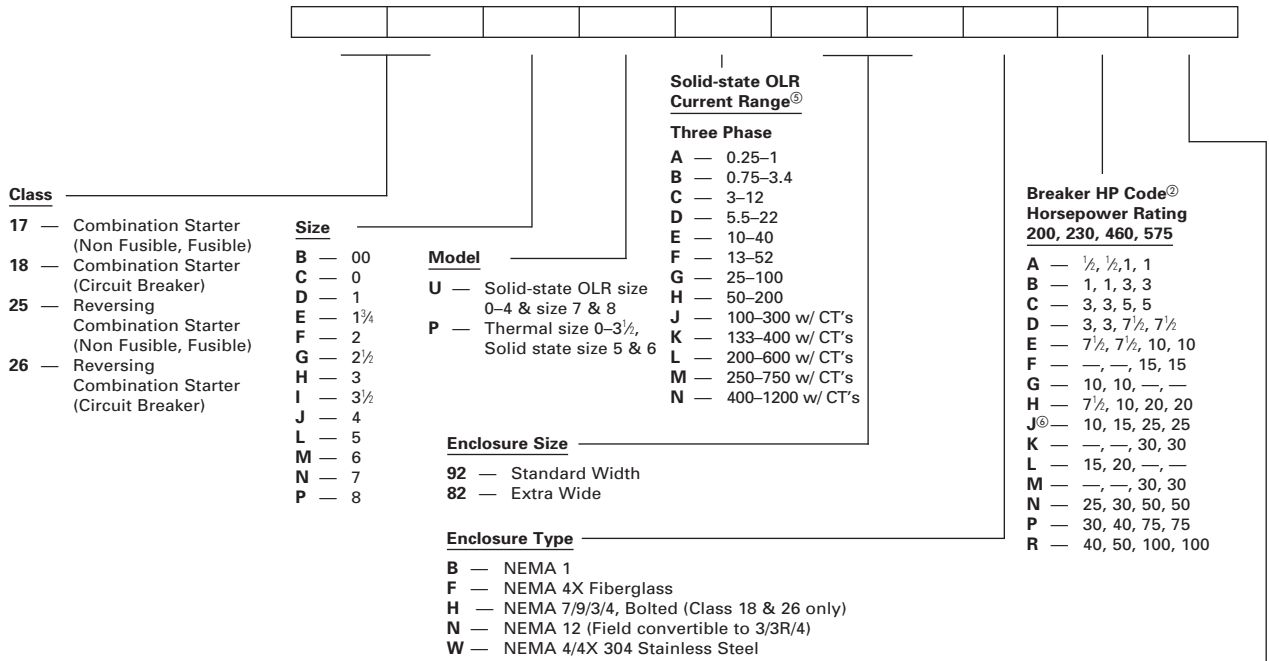 Class
17 — Combination Starter
(Non Fusible, Fusible)
18 — Combination Starter
(Circuit Breaker)
25 — Reversing
Combination Starter
(Non Fusible, Fusible)
26 — Reversing
Combination Starter
(Circuit Breaker)
Size
B — 00
C — 0
D — 1
E — 1¾
F — 2
G — 2½
H — 3
I — 3½
J — 4
L — 5
M — 6
N — 7
P — 8
Model
U — Solid-state OLR size
0–4 & size 7 & 8
P — Thermal size 0–3½,
Solid state size 5 & 6
Solid-state OLR
Current Range⑤
Three Phase
A — 0.25–1
B — 0.75–3.4
C — 3–12
D — 5.5–22
E — 10–40
F — 13–52
G — 25–100
H — 50–200
J — 100–300 w/ CT's
K — 133–400 w/ CT's
L — 200–600 w/ CT's
M — 250–750 w/ CT's
N — 400–1200 w/ CT's
Enclosure Size
92 — Standard Width
82 — Extra Wide
Enclosure Type
B — NEMA 1
F — NEMA 4X Fiberglass
H — NEMA 7/9/3/4, Bolted (Class 18 & 26 only)
N — NEMA 12 (Field convertible to 3/3R/4)
W — NEMA 4/4X 304 Stainless Steel
Breaker HP Code②
Horsepower Rating
200, 230, 460, 575
A — ½, ½,1, 1
B — 1, 1, 3, 3
C — 3, 3, 5, 5
D — 3, 3, 7½, 7½
E — 7½, 7½, 10, 10
F — —, —, 15, 15
G — 10, 10, —, —
H — 7½, 10, 20, 20
J⑥ — 10, 15, 25, 25
K — —, —, 30, 30
L — 15, 20, —, —
M — —, —, 30, 30
N — 25, 30, 50, 50
P — 30, 40, 75, 75
R — 40, 50, 100, 100